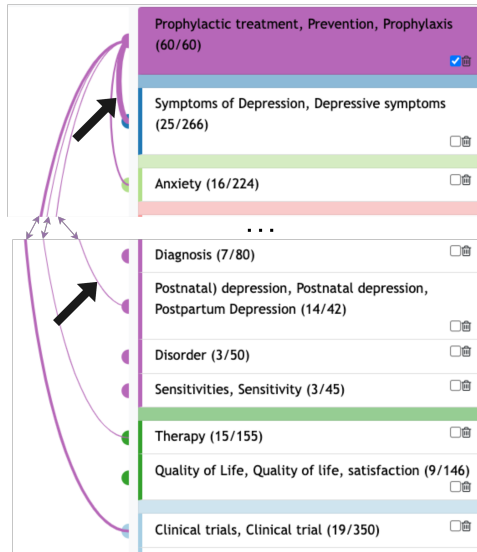 Prophylactic treatment, Prevention, Prophylaxis
(60/60)
Symptoms of Depression, Depressive symptoms
(25/266)
Anxiety (16/224)
...
Diagnosis (7/80)
Postnatal) depression, Postnatal depression,
Postpartum Depression (14/42)
Disorder (3/50)
Sensitivities, Sensitivity (3/45)
Therapy (15/155)
Quality of Life, Quality of life, satisfaction (9/146)
Clinical trials, Clinical trial (19/350)